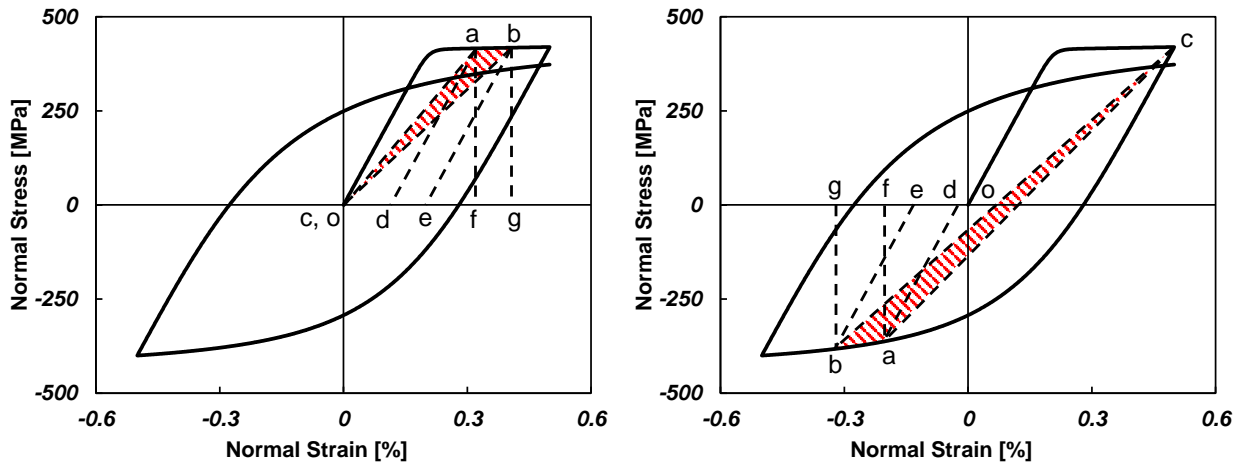 500
250
0
-250
-500
-0.6
-0.3
0
0.3
0.6
Normal Stress [MPa]
Normal Strain [%]
a
b
c, o
d
e
f
g
500
250
0
-250
-500
-0.6
-0.3
0
0.3
0.6
Normal Stress [MPa]
Normal Strain [%]
c
g
f
e
d
o
b
a